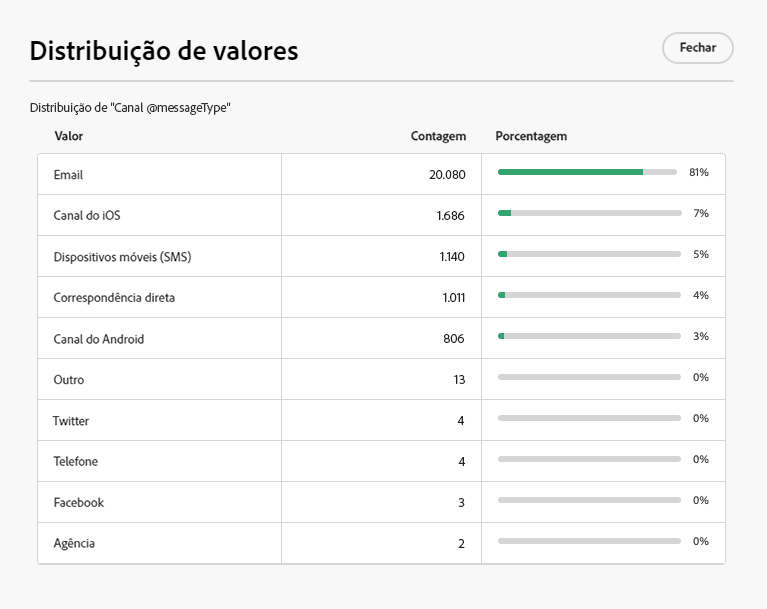 Distribuição de valores
Fechar
Distribuição de "Canal @messageType"
Valor Contagem Porcentagem
Email 20.080 81%
Canal do iOS 1.686 7%
Dispositivos móveis (SMS) 1.140 5%
Correspondência direta 1.011 4%
Canal do Android 806 3%
Outro 13 0%
Twitter 4 0%
Telefone 4 0%
Facebook 3 0%
Agência 2 0%